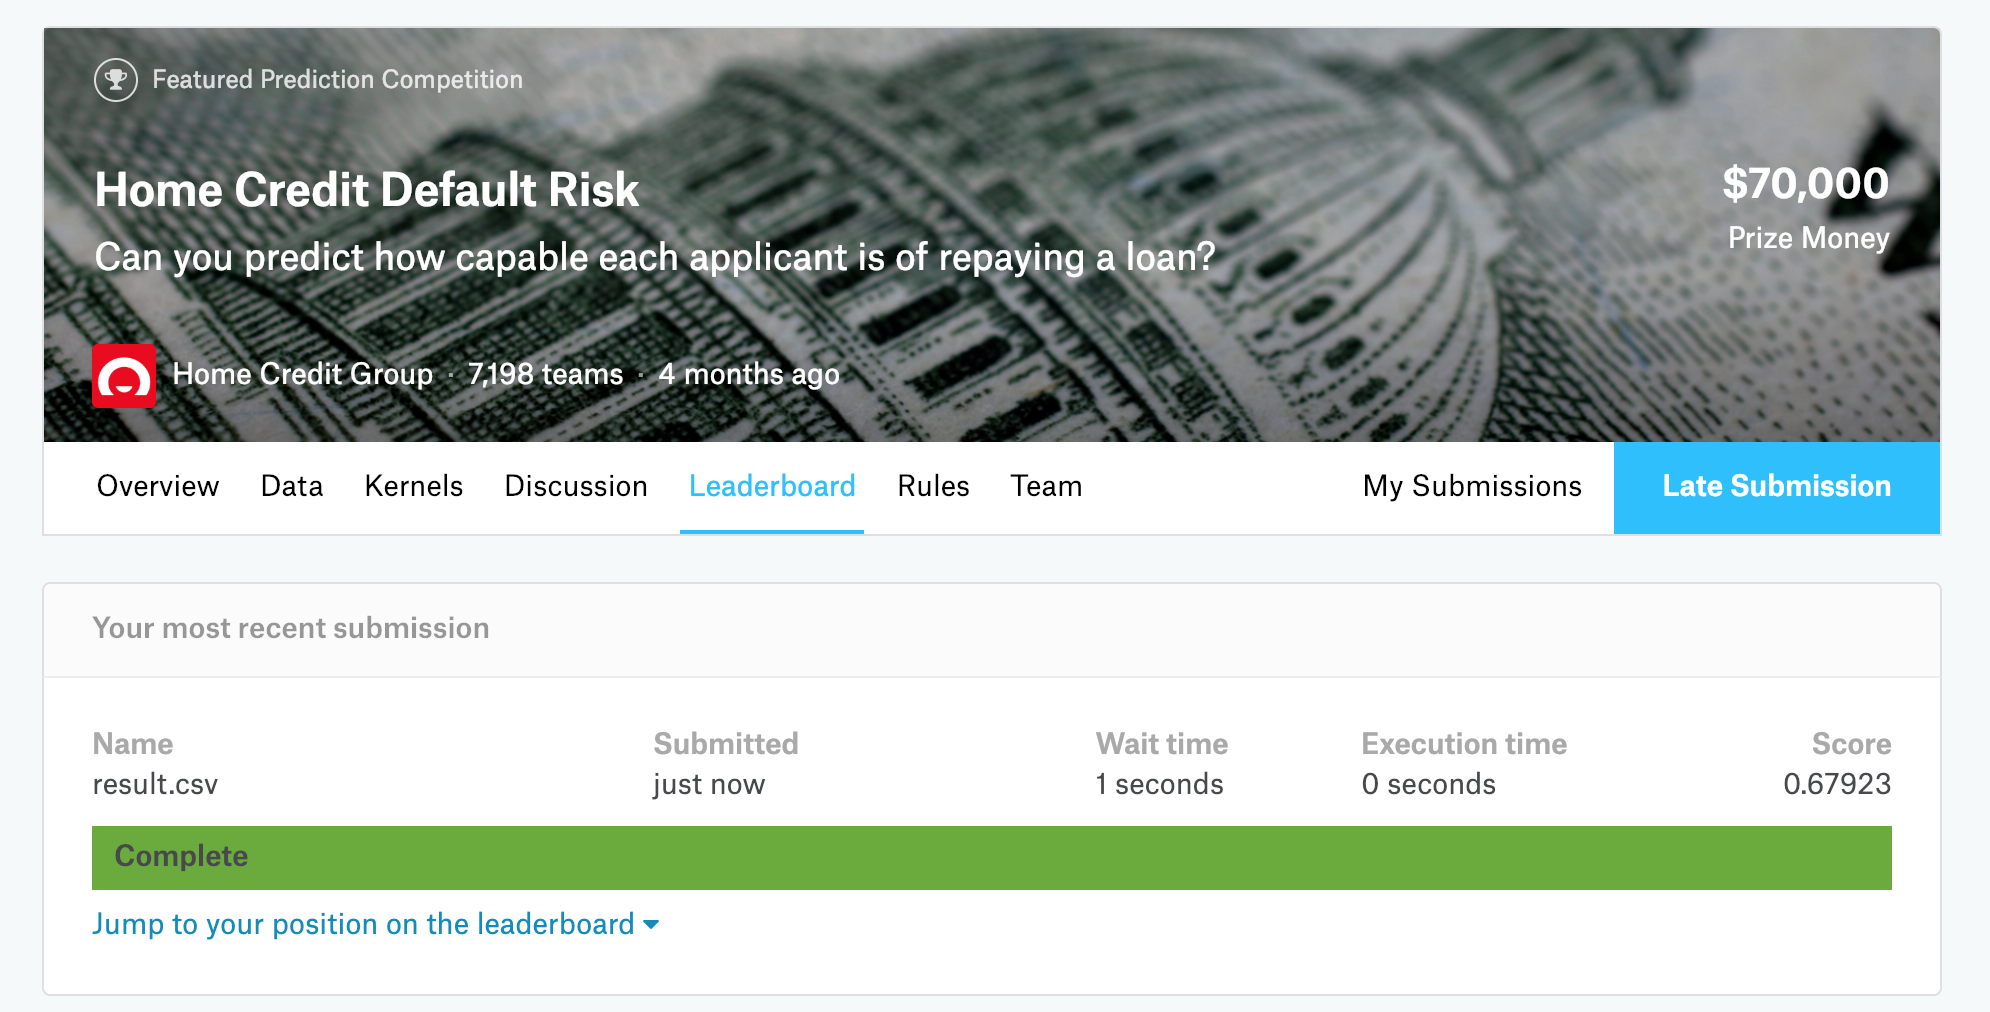 Featured Prediction Competition
Home Credit Default Risk
Can you predict how capable each applicant is of repaying a loan?
$70,000
Prize Money
Home Credit Group · 7,198 teams · 4 months ago
Overview Data Kernels Discussion Leaderboard Rules Team My Submissions Late Submission
Your most recent submission
Name Submitted Wait time Execution time Score
result.csv just now 1 seconds 0 seconds 0.67923
Complete
Jump to your position on the leaderboard